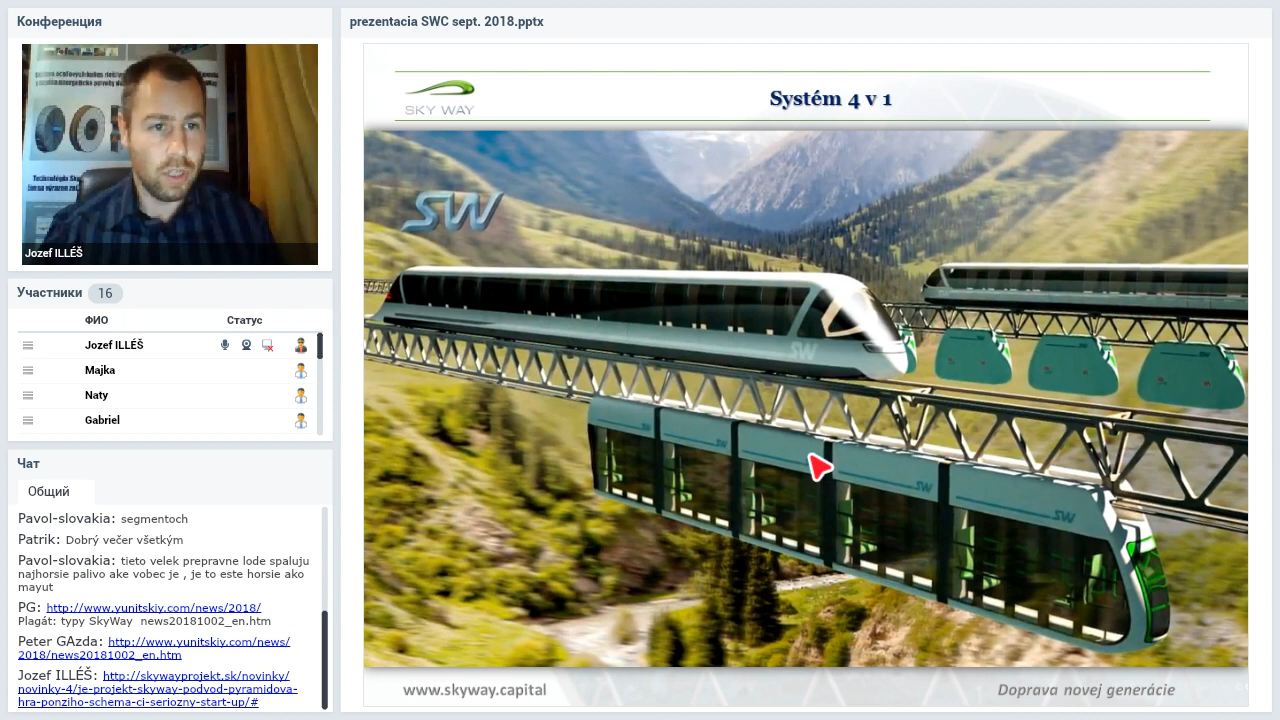 Конференция
Jozef ILLÉŠ
Участники 16
ФИО Статус
Jozef ILLÉŠ
Majka
Naty
Gabriel
Чат
Общий
Pavol-slovakia: segmentoch
Patrik: Dobrý večer všetkým
Pavol-slovakia: tieto velek prepravne lode spaluju
najhorsie palivo ake vobec je , je to este horsie ako
mayut
PG: http://www.yunitskiy.com/news/2018/
Plagát: typy SkyWay news20181002_en.htm
Peter GAzda: http://www.yunitskiy.com/news/
2018/news20181002_en.htm
Jozef ILLÉŠ: http://skywayprojekt.sk/novinky/
novinky-4/je-projekt-skyway-podvod-pyramidova-
hra-ponziho-schema-ci-seriozny-start-up/#
prezentacia SWC sept. 2018.pptx
SKY WAY
Systém 4 v 1
SW
SW
SW
SW
SW
SW
SW
www.skyway.capital
Doprava novej generácie